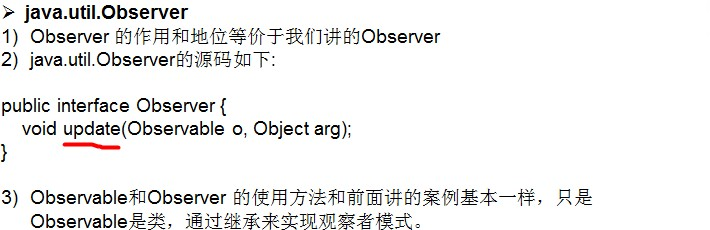 ➢ java.util.Observer
1) Observer 的作用和地位等价于我们讲的Observer
2) java.util.Observer的源码如下:
public interface Observer {
void update(Observable o, Object arg);
}
3) Observable和Observer 的使用方法和前面讲的案例基本一样，只是
Observable是类，通过继承来实现观察者模式。